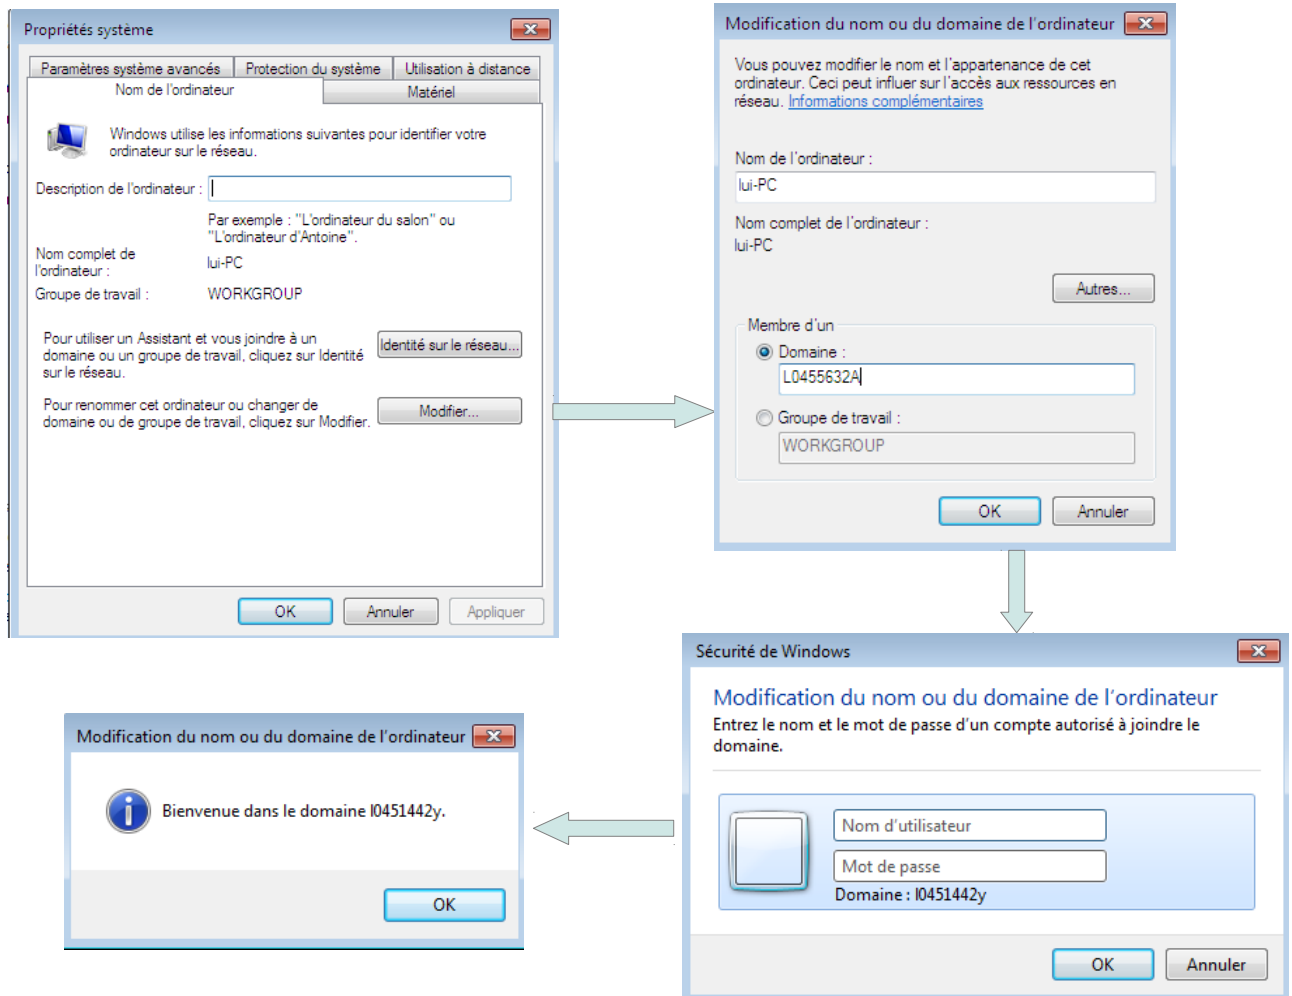 Propriétés système
Paramètres système avancés
Protection du système
Utilisation à distance
Nom de l'ordinateur
Matériel
Windows utilise les informations suivantes pour identifier votre
ordinateur sur le réseau.
Description de l'ordinateur :
Par exemple : "L'ordinateur du salon" ou
"L'ordinateur d'Antoine".
Nom complet de
l'ordinateur :
lui-PC
Groupe de travail :
WORKGROUP
Pour utiliser un Assistant et vous joindre à un
domaine ou un groupe de travail, cliquez sur Identité
sur le réseau.
Identité sur le réseau...
Pour renommer cet ordinateur ou changer de
domaine ou de groupe de travail, cliquez sur Modifier.
Modifier...
OK
Annuler
Appliquer
Modification du nom ou du domaine de l'ordinateur
Vous pouvez modifier le nom et l'appartenance de cet
ordinateur. Ceci peut influer sur l'accès aux ressources en
réseau. Informations complémentaires
Nom de l'ordinateur :
lui-PC
Nom complet de l'ordinateur :
lui-PC
Autres...
Membre d'un
Domaine :
L0455632A
Groupe de travail :
WORKGROUP
OK
Annuler
Sécurité de Windows
Modification du nom ou du domaine de l'ordinateur
Entrez le nom et le mot de passe d'un compte autorisé à joindre le
domaine.
Nom d'utilisateur
Mot de passe
Domaine : l0451442y
OK
Annuler
Modification du nom ou du domaine de l'ordinateur
Bienvenue dans le domaine l0451442y.
OK